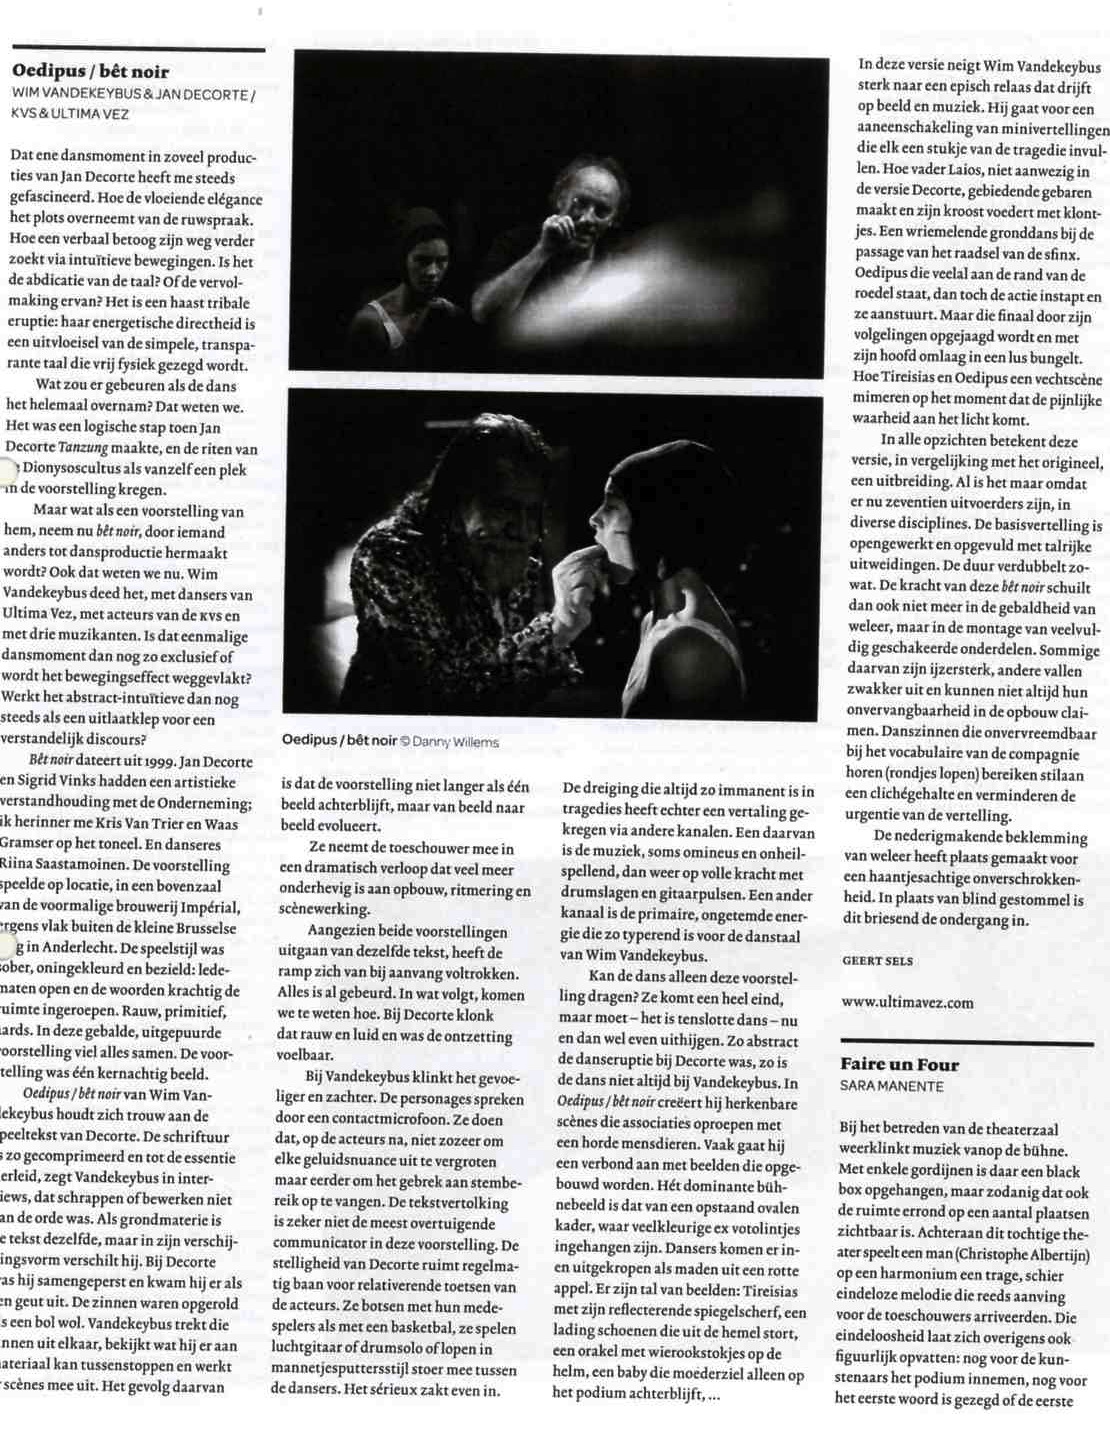 Oedipus / bêt noir
WIM VANDEKEYBUS & JAN DECORTE /
KVS & ULTIMA VEZ
Dat ene dansmoment in zoveel produc-
ties van Jan Decorte heeft me steeds
gefascineerd. Hoe de vloeiende elégance
het plots overneemt van de ruwspraak.
Hoe een verbaal betoog zijn weg verder
zoekt via intuïtieve bewegingen. Is het
de abdicatie van de taal? Of de vervol-
making ervan? Het is een haast tribale
eruptie: haar energetische directheid is
een uitvloeisel van de simpele, transpa-
rante taal die vrij fysiek gezegd wordt.
Wat zou er gebeuren als de dans
het helemaal overnam? Dat weten we.
Het was een logische stap toen Jan
Decorte Tanzung maakte, en de riten van
Dionysoscultus als vanzelf een plek
in de voorstelling kregen.
Maar wat als een voorstelling van
hem, neem nu bêt noir, door iemand
anders tot dansproductie hermaakt
wordt? Ook dat weten we nu. Wim
Vandekeybus deed het, met dansers van
Ultima Vez, met acteurs van de KVS en
met drie muzikanten. Is dat eenmalige
dansmoment dan nog zo exclusief of
wordt het bewegingseffect weggevlakt?
Werkt het abstract-intuïtieve dan nog
steeds als een uitlaatklep voor een
verstandelijk discours?
Bêt noir dateert uit 1999. Jan Decorte
en Sigrid Vinks hadden een artistieke
verstandhouding met de Onderneming;
ik herinner me Kris Van Trier en Waas
Gramser op het toneel. En danseres
Riina Saastamoinen. De voorstelling
speelde op locatie, in een bovenzaal
van de voormalige brouwerij Impérial,
ergens vlak buiten de kleine Brusselse
g in Anderlecht. De speelstijl was
sober, oningekleurd en bezield: lede-
maten open en de woorden krachtig de
ruimte ingeroepen. Rauw, primitief,
aards. In deze gebalde, uitgepuurde
voorstelling viel alles samen. De voor-
telling was één kernachtig beeld.
Oedipus / bêt noir van Wim Van-
dekeybus houdt zich trouw aan de
speeltekst van Decorte. De schriftuur
s zo gecomprimeerd en tot de essentie
erleid, zegt Vandekeybus in inter-
iews, dat schrappen of bewerken niet
an de orde was. Als grondmaterie is
e tekst dezelfde, maar in zijn verschij-
ingsvorm verschilt hij. Bij Decorte
as hij samengeperst en kwam hij er als
en geut uit. De zinnen waren opgerold
s een bol wol. Vandekeybus trekt die
nnen uit elkaar, bekijkt wat hij er aan
ateriaal kan tussenstoppen en werkt
scènes mee uit. Het gevolg daarvan
Oedipus / bêt noir © Danny Willems
is dat de voorstelling niet langer als één
beeld achterblijft, maar van beeld naar
beeld evolueert.
Ze neemt de toeschouwer mee in
een dramatisch verloop dat veel meer
onderhevig is aan opbouw, ritmering en
scènewerking.
Aangezien beide voorstellingen
uitgaan van dezelfde tekst, heeft de
ramp zich van bij aanvang voltrokken.
Alles is al gebeurd. In wat volgt, komen
we te weten hoe. Bij Decorte klonk
dat rauw en luid en was de ontzetting
voelbaar.
Bij Vandekeybus klinkt het gevoe-
liger en zachter. De personages spreken
door een contactmicrofoon. Ze doen
dat, op de acteurs na, niet zozeer om
elke geluidsnuance uit te vergroten
maar eerder om het gebrek aan stembe-
reik op te vangen. De tekstvertolking
is zeker niet de meest overtuigende
communicator in deze voorstelling. De
stelligheid van Decorte ruimt regelma-
tig baan voor relativerende toetsen van
de acteurs. Ze botsen met hun mede-
spelers als met een basketbal, ze spelen
luchtgitaar of drumsolo of lopen in
mannetjesputtersstijl stoer mee tussen
de dansers. Het sérieux zakt even in.
De dreiging die altijd zo immanent is in
tragedies heeft echter een vertaling ge-
kregen via andere kanalen. Een daarvan
is de muziek, soms omineus en onheil-
spellend, dan weer op volle kracht met
drumslagen en gitaarpulsen. Een ander
kanaal is de primaire, ongetemde ener-
gie die zo typerend is voor de danstaal
van Wim Vandekeybus.
Kan de dans alleen deze voorstel-
ling dragen? Ze komt een heel eind,
maar moet – het is tenslotte dans – nu
en dan wel even uithijgen. Zo abstract
de danseruptie bij Decorte was, zo is
de dans niet altijd bij Vandekeybus. In
Oedipus / bêt noir creëert hij herkenbare
scènes die associaties oproepen met
een horde mensdieren. Vaak gaat hij
een verbond aan met beelden die opge-
bouwd worden. Hét dominante büh-
nebeeld is dat van een opstaand ovalen
kader, waar veelkleurige ex votolintjes
ingehangen zijn. Dansers komen er in-
en uitgekropen als maden uit een rotte
appel. Er zijn tal van beelden: Tireisias
met zijn reflecterende spiegelscherf, een
lading schoenen die uit de hemel stort,
een orakel met wierookstokjes op de
helm, een baby die moederziel alleen op
het podium achterblijft, ...
In deze versie neigt Wim Vandekeybus
sterk naar een episch relaas dat drijft
op beeld en muziek. Hij gaat voor een
aaneenschakeling van minivertellingen
die elk een stukje van de tragedie invul-
len. Hoe vader Laios, niet aanwezig in
de versie Decorte, gebiedende gebaren
maakt en zijn kroost voedert met klont-
jes. Een wriemelende gronddans bij de
passage van het raadsel van de sfinx.
Oedipus die veelal aan de rand van de
roedel staat, dan toch de actie instapt en
ze aanstuurt. Maar die finaal door zijn
volgelingen opgejaagd wordt en met
zijn hoofd omlaag in een lus bungelt.
Hoe Tireisias en Oedipus een vechtscène
mimeren op het moment dat de pijnlijke
waarheid aan het licht komt.
In alle opzichten betekent deze
versie, in vergelijking met het origineel,
een uitbreiding. Al is het maar omdat
er nu zeventien uitvoerders zijn, in
diverse disciplines. De basisvertelling is
opengewerkt en opgevuld met talrijke
uitweidingen. De duur verdubbelt zo-
wat. De kracht van deze bêt noir schuilt
dan ook niet meer in de gebaldheid van
weleer, maar in de montage van veelvul-
dig geschakeerde onderdelen. Sommige
daarvan zijn ijzersterk, andere vallen
zwakker uit en kunnen niet altijd hun
onvervangbaarheid in de opbouw clai-
men. Danszinnen die onvervreemdbaar
bij het vocabulaire van de compagnie
horen (rondjes lopen) bereiken stilaan
een clichégehalte en verminderen de
urgentie van de vertelling.
De nederigmakende beklemming
van weleer heeft plaats gemaakt voor
een haantjesachtige onverschrokken-
heid. In plaats van blind gestommel is
dit briesend de ondergang in.
GEERT SELS
www.ultimavez.com
Faire un Four
SARA MANENTE
Bij het betreden van de theaterzaal
weerklinkt muziek vanop de bühne.
Met enkele gordijnen is daar een black
box opgehangen, maar zodanig dat ook
de ruimte errond op een aantal plaatsen
zichtbaar is. Achteraan dit tochtige the-
ater speelt een man (Christophe Albertijn)
op een harmonium een trage, schier
eindeloze melodie die reeds aanving
voor de toeschouwers arriveerden. Die
eindeloosheid laat zich overigens ook
figuurlijk opvatten: nog voor de kun-
stenaars het podium innemen, nog voor
het eerste woord is gezegd of de eerste